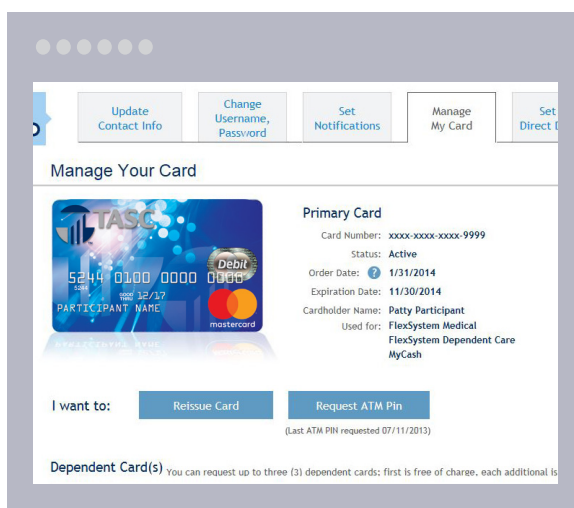 Update
Contact Info
Change
Username,
Password
Set
Notifications
Manage
My Card
Set
Direct
Manage Your Card
TASC
Debit
5244 0100 0000 0000
5244
GOOD THRU 12/17
PARTICIPANT NAME
mastercard
Primary Card
Card Number: xxxx-xxxx-xxxx-9999
Status: Active
Order Date: ? 1/31/2014
Expiration Date: 11/30/2014
Cardholder Name: Patty Participant
Used for: FlexSystem Medical
FlexSystem Dependent Care
MyCash
I want to:
Reissue Card
Request ATM Pin
(Last ATM PIN requested 07/11/2013)
Dependent Card(s) You can request up to three (3) dependent cards; first is free of charge, each additional is